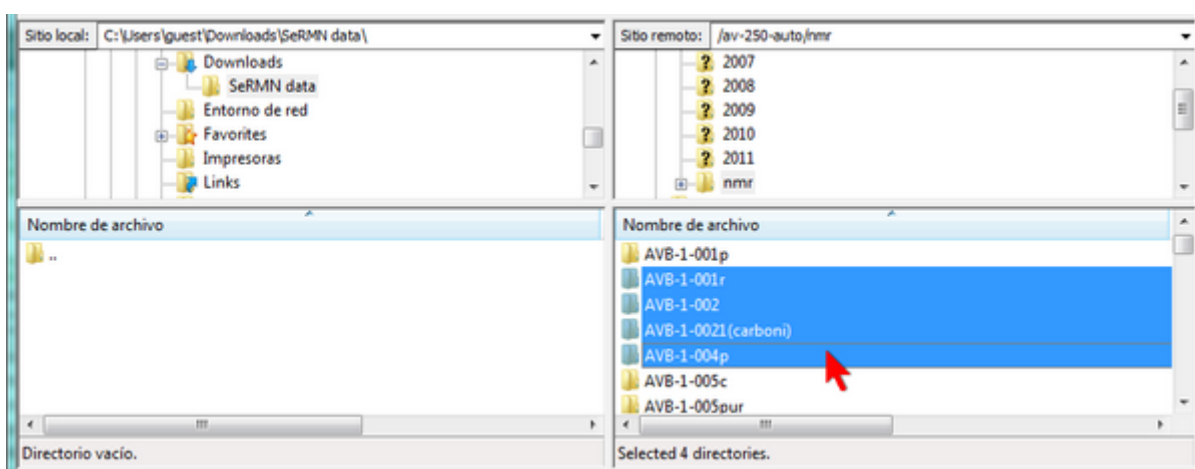 Sitio local: C:\Users\guest\Downloads\SeRMN data\
Downloads
SeRMN data
Entorno de red
Favorites
Impresoras
Links
Nombre de archivo
..
Directorio vacío.
Sitio remoto: /av-250-auto/nmr
? 2007
? 2008
? 2009
? 2010
? 2011
nmr
Nombre de archivo
AVB-1-001p
AVB-1-001r
AVB-1-002
AVB-1-0021(carboni)
AVB-1-004p
AVB-1-005c
AVB-1-005pur
Selected 4 directories.